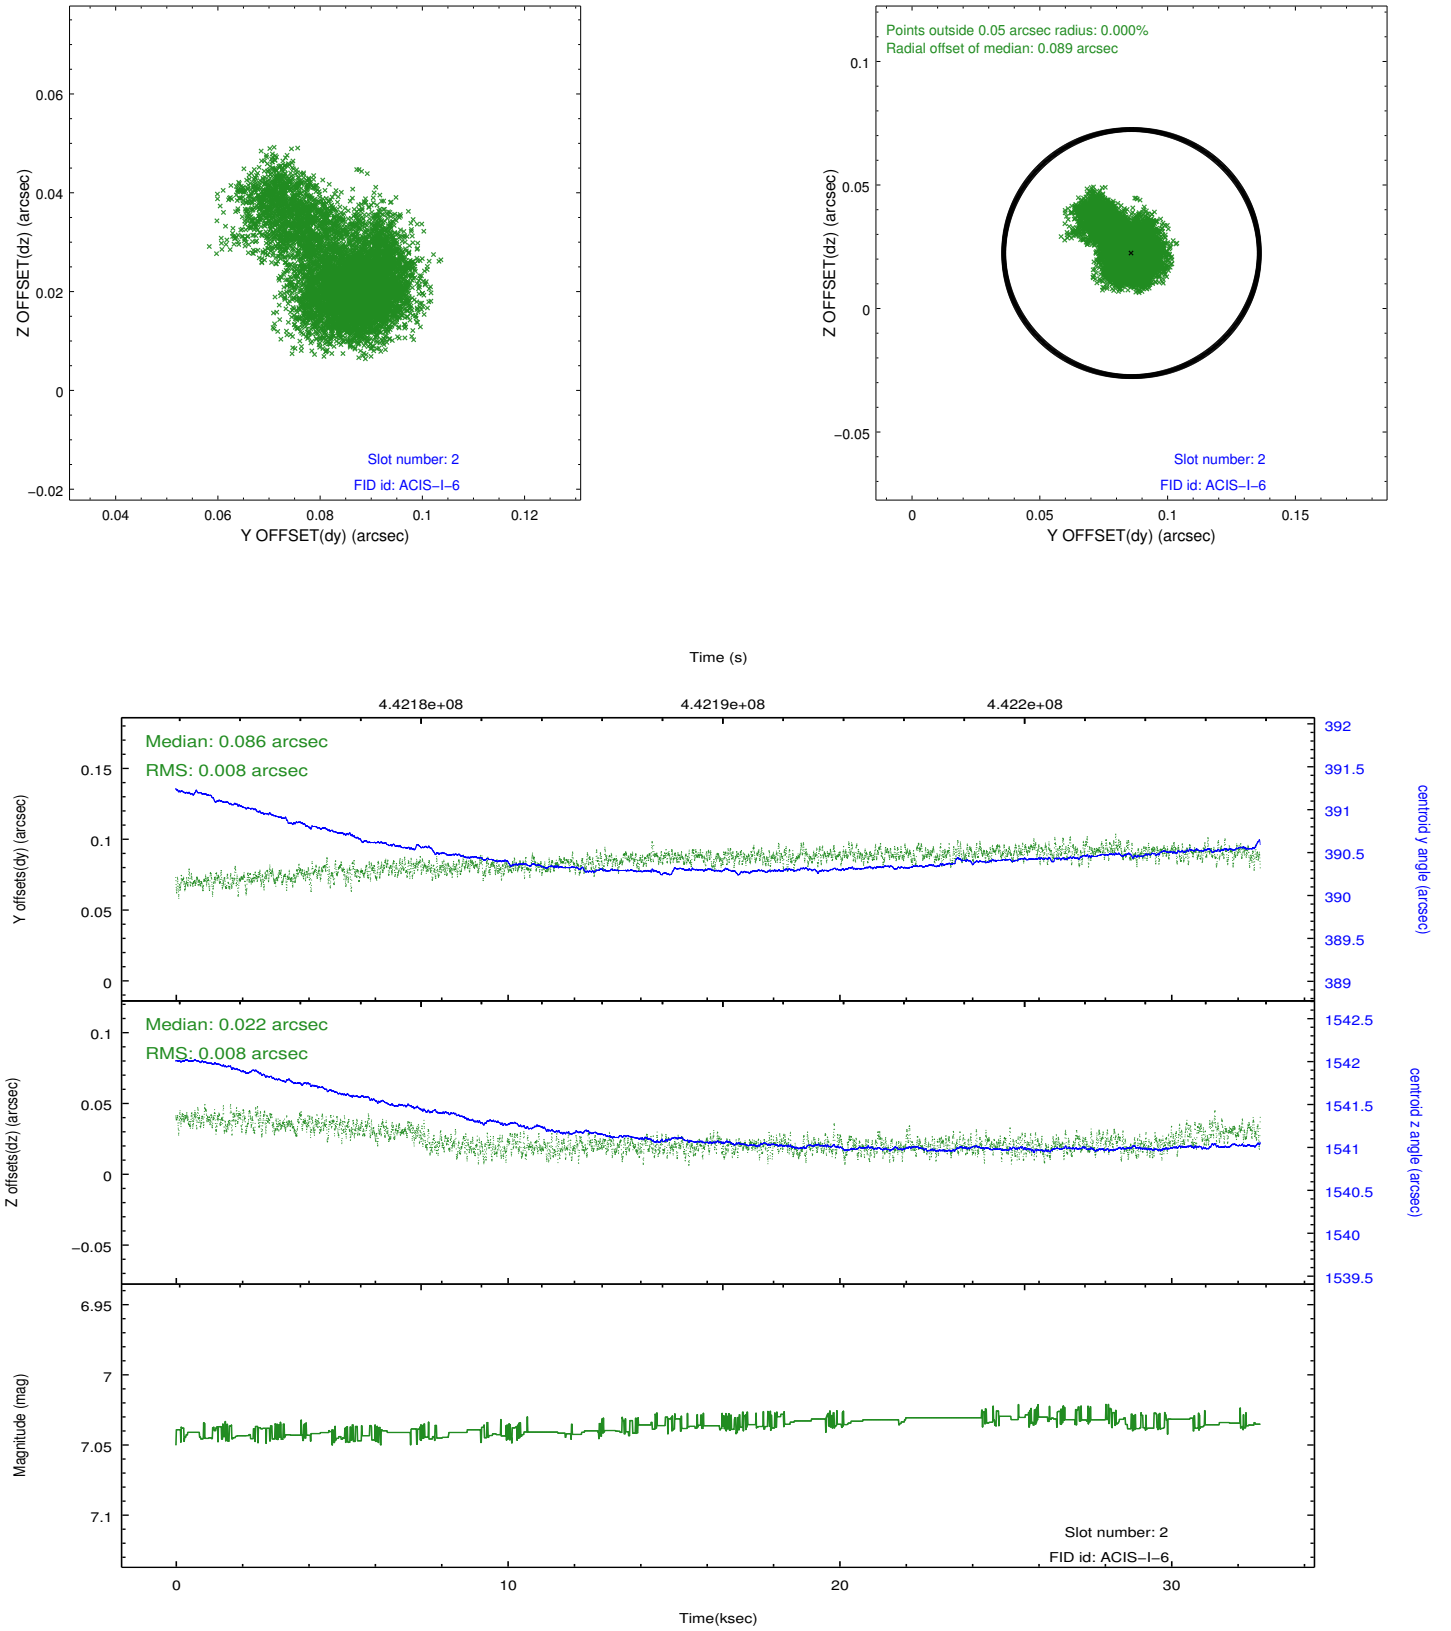 0.06
0.04
0.02
0
−0.02
Z OFFSET(dz) (arcsec)
Slot number: 2
FID id: ACIS−I−6
0.04 0.06 0.08 0.1 0.12
Y OFFSET(dy) (arcsec)
Points outside 0.05 arcsec radius: 0.000%
Radial offset of median: 0.089 arcsec
0.1
0.05
0
−0.05
Z OFFSET(dz) (arcsec)
Slot number: 2
FID id: ACIS−I−6
0 0.05 0.1 0.15
Y OFFSET(dy) (arcsec)
Time (s)
4.4218e+08 4.4219e+08 4.422e+08
Median: 0.086 arcsec
RMS: 0.008 arcsec
0.15
0.1
0.05
0
Y offsets(dy) (arcsec)
392
391.5
391
390.5
390
389.5
389
centroid y angle (arcsec)
Median: 0.022 arcsec
RMS: 0.008 arcsec
0.1
0.05
0
−0.05
Z offsets(dz) (arcsec)
1542.5
1542
1541.5
1541
1540.5
1540
1539.5
centroid z angle (arcsec)
6.95
7
7.05
7.1
Magnitude (mag)
Slot number: 2
FID id: ACIS−I−6
0 10 20 30
Time(ksec)